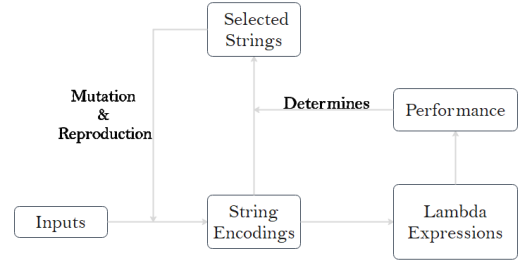 Selected
Strings
Mutation
&
Reproduction
Determines
Performance
Inputs
String
Encodings
Lambda
Expressions